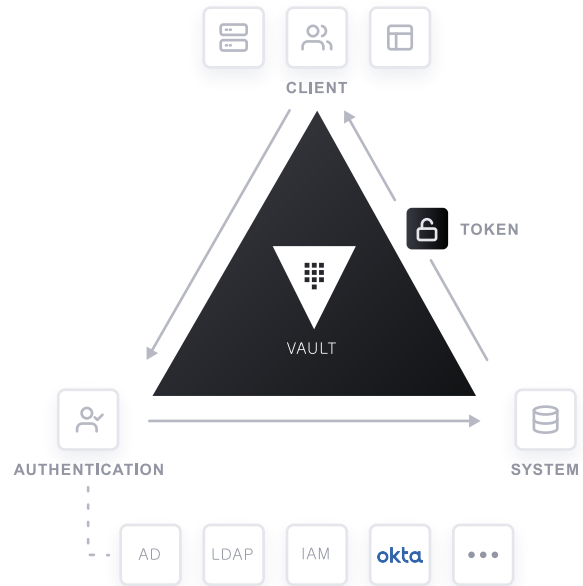 CLIENT
TOKEN
VAULT
AUTHENTICATION
SYSTEM
AD
LDAP
IAM
okta
•••